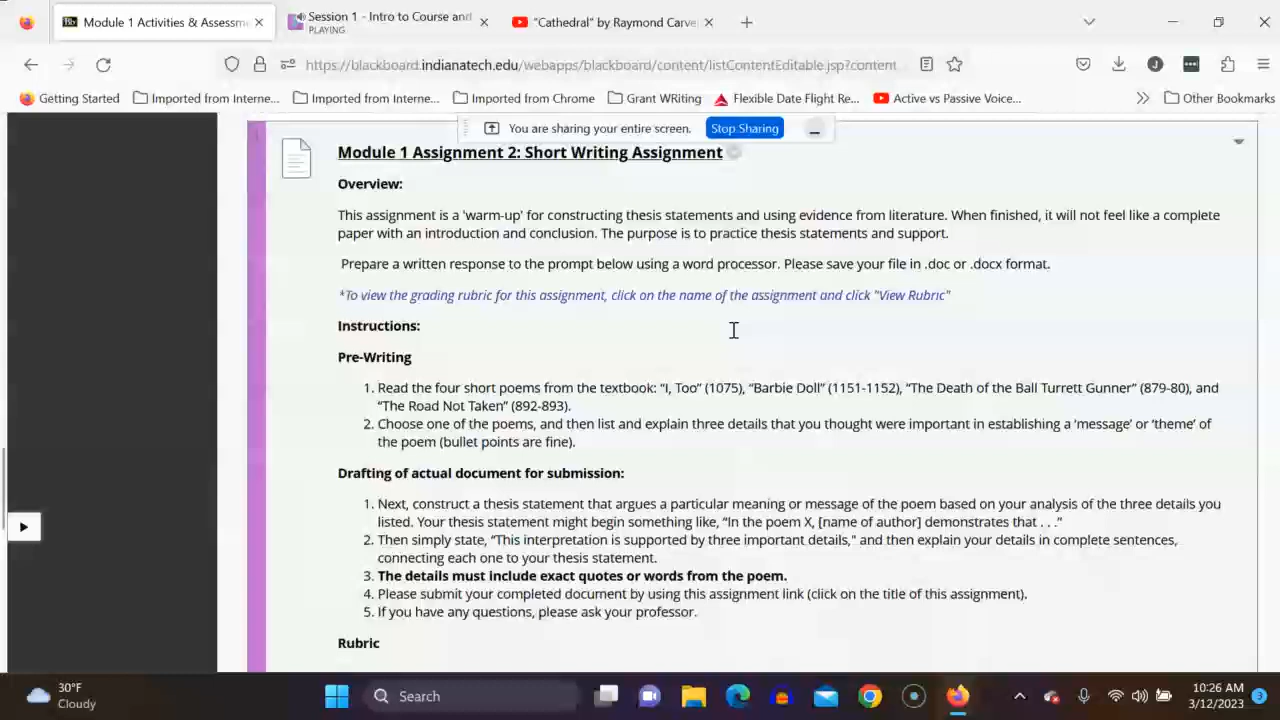 Module 1 Activities & Assessm
Session 1 - Intro to Course and
PLAYING
"Cathedral" by Raymond Carve
https://blackboard.indianatech.edu/webapps/blackboard/content/listContentEditable.jsp?content
Getting Started
Imported from Interne...
Imported from Interne...
Imported from Chrome
Grant WRiting
Flexible Date Flight Re...
Active vs Passive Voice...
Other Bookmarks
You are sharing your entire screen.
Stop Sharing
Module 1 Assignment 2: Short Writing Assignment
Overview:
This assignment is a 'warm-up' for constructing thesis statements and using evidence from literature. When finished, it will not feel like a complete
paper with an introduction and conclusion. The purpose is to practice thesis statements and support.
Prepare a written response to the prompt below using a word processor. Please save your file in .doc or .docx format.
*To view the grading rubric for this assignment, click on the name of the assignment and click "View Rubric"
Instructions:
Pre-Writing
1. Read the four short poems from the textbook: "I, Too" (1075), "Barbie Doll" (1151-1152), "The Death of the Ball Turrett Gunner" (879-80), and
"The Road Not Taken" (892-893).
2. Choose one of the poems, and then list and explain three details that you thought were important in establishing a 'message' or 'theme' of
the poem (bullet points are fine).
Drafting of actual document for submission:
1. Next, construct a thesis statement that argues a particular meaning or message of the poem based on your analysis of the three details you
listed. Your thesis statement might begin something like, "In the poem X, [name of author] demonstrates that . . ."
2. Then simply state, "This interpretation is supported by three important details," and then explain your details in complete sentences,
connecting each one to your thesis statement.
3. The details must include exact quotes or words from the poem.
4. Please submit your completed document by using this assignment link (click on the title of this assignment).
5. If you have any questions, please ask your professor.
Rubric
30°F
Cloudy
Search
10:26 AM
3/12/2023
3